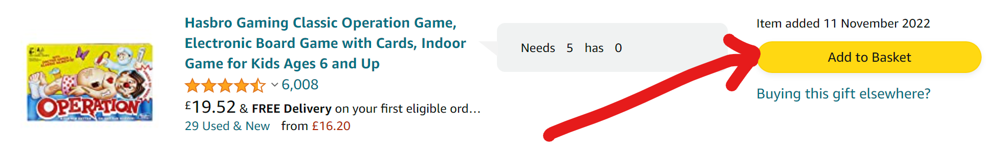 Hasbro Gaming Classic Operation Game,
Electronic Board Game with Cards, Indoor
Game for Kids Ages 6 and Up
6,008
£19.52 & FREE Delivery on your first eligible ord...
29 Used & New from £16.20
Needs 5 has 0
Item added 11 November 2022
Add to Basket
Buying this gift elsewhere?
OPERATION